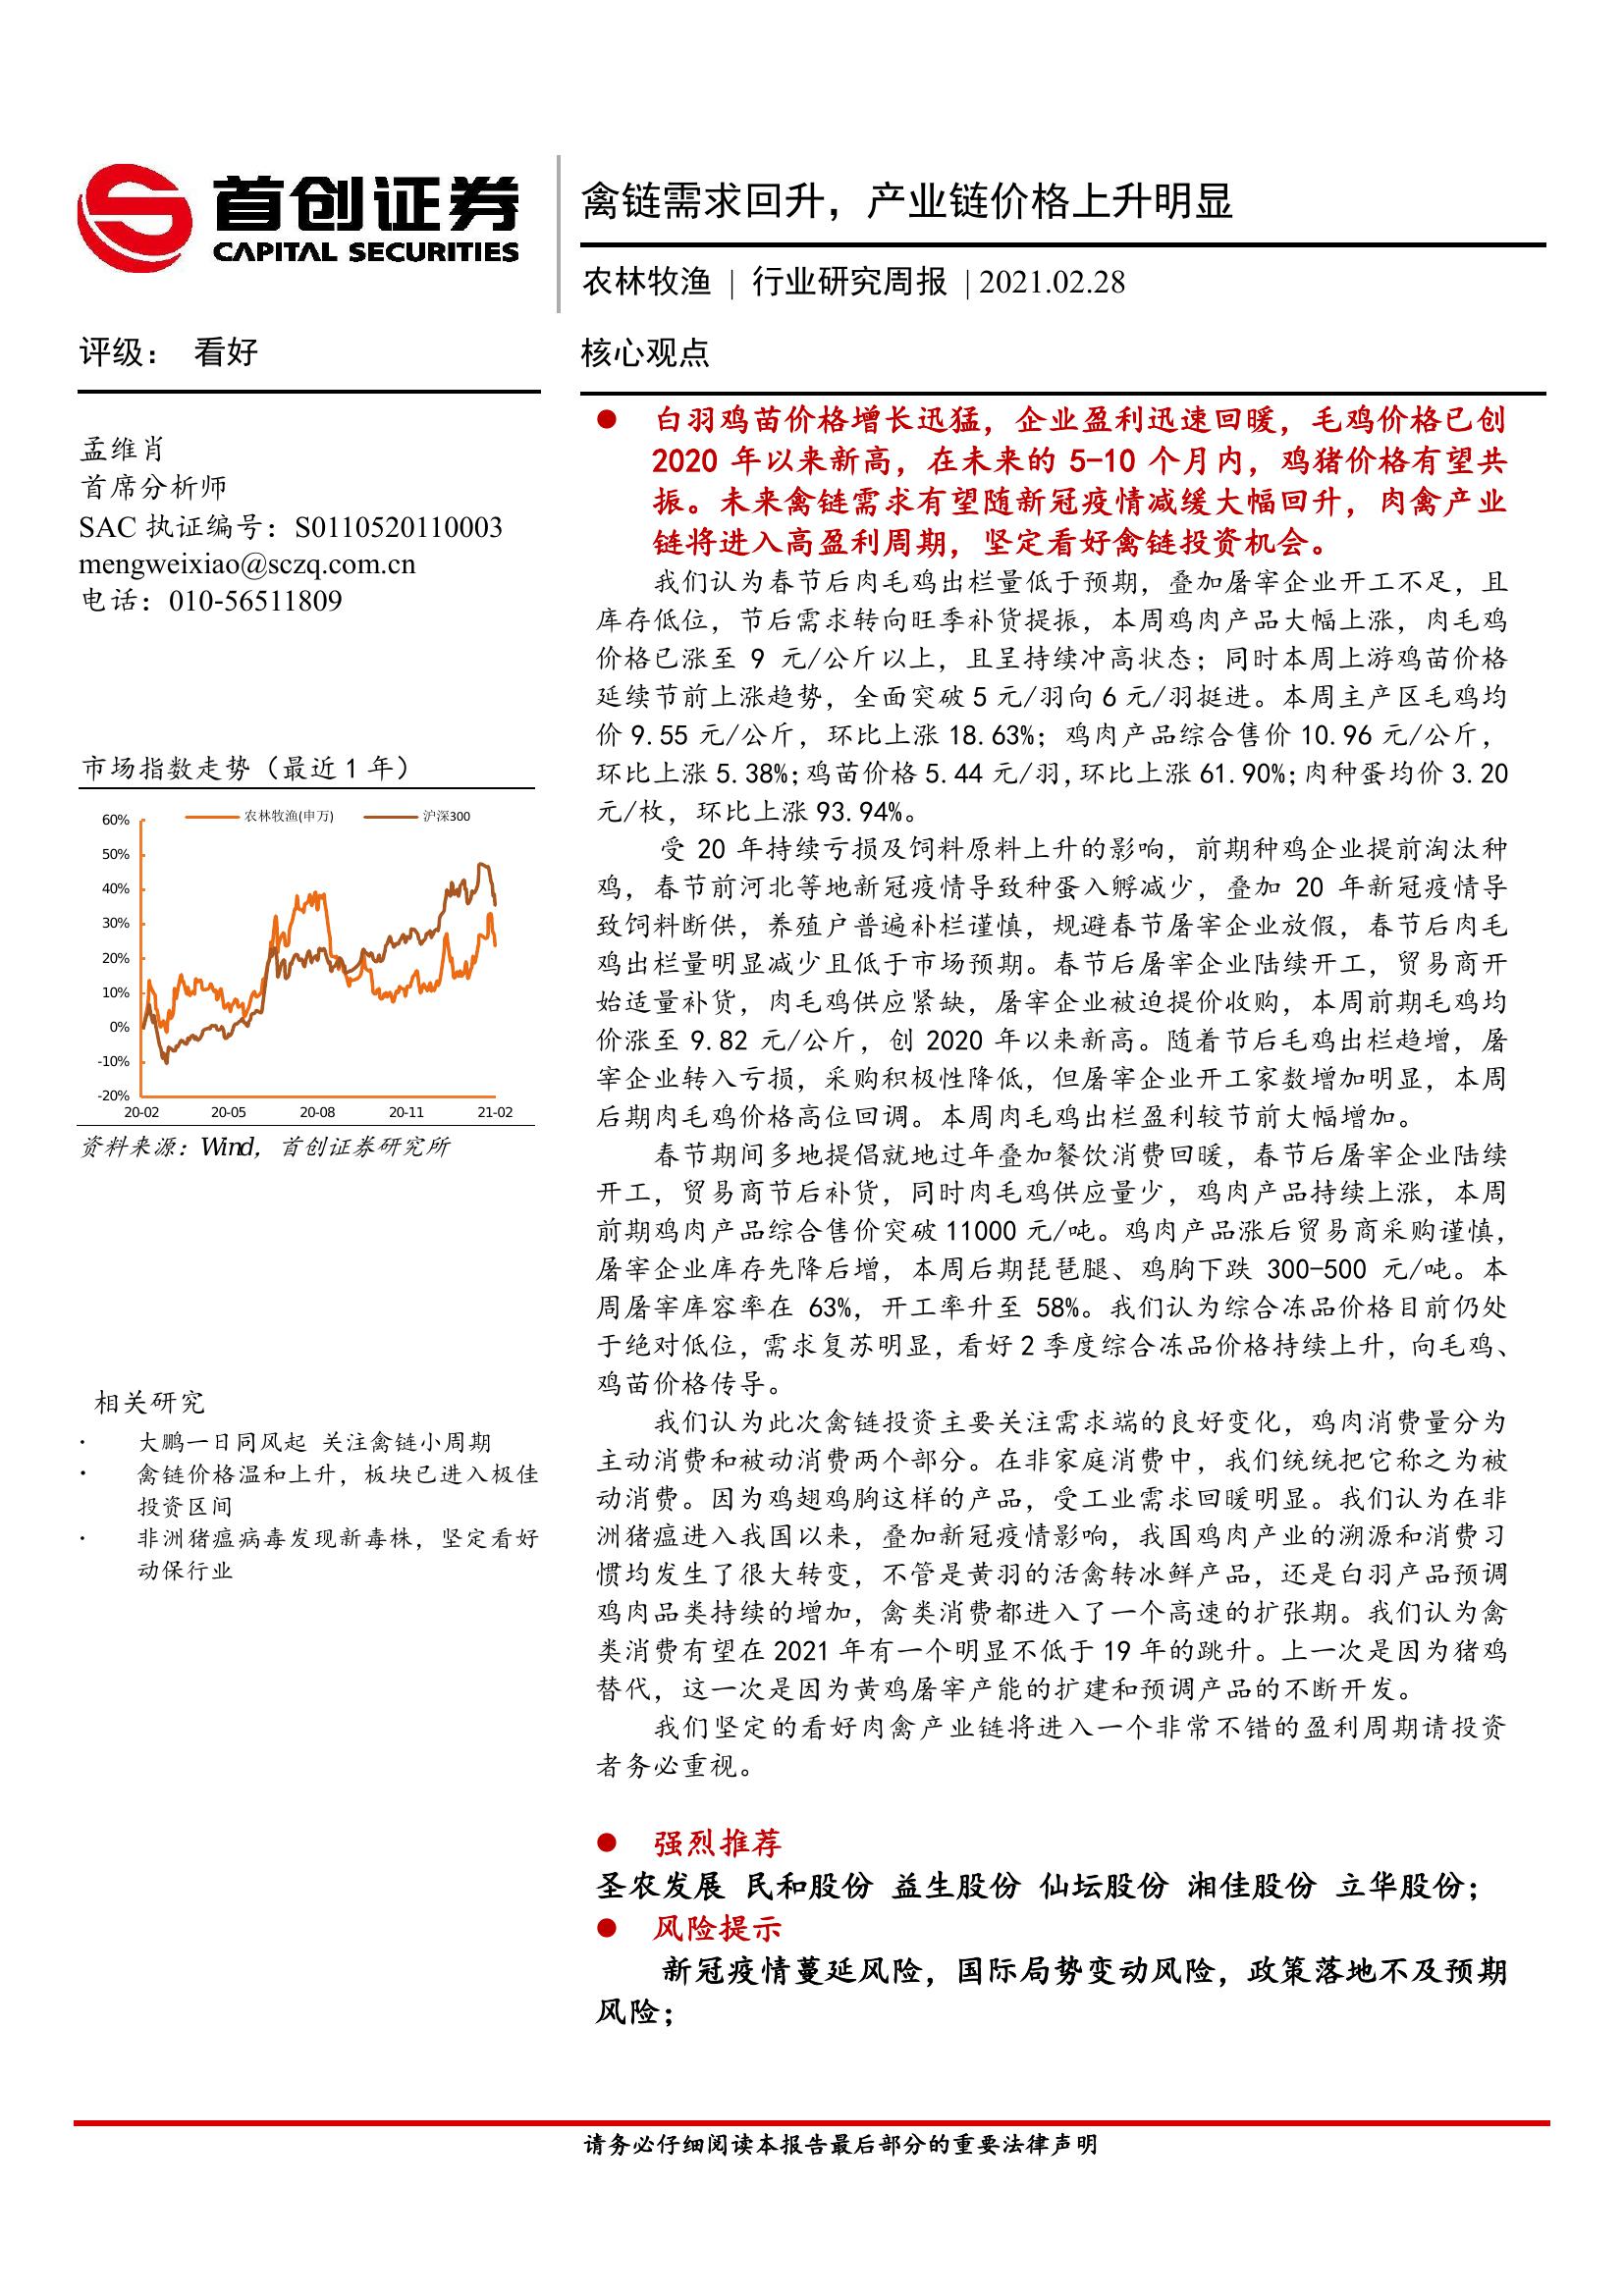 首创证券
CAPITAL SECURITIES
禽链需求回升，产业链价格上升明显
农林牧渔 | 行业研究周报 | 2021.02.28
评级： 看好
孟维肖
首席分析师
SAC 执证编号：S0110520110003
mengweixiao@sczq.com.cn
电话：010-56511809
市场指数走势（最近 1 年）
农林牧渔(申万) 沪深300
60%
50%
40%
30%
20%
10%
0%
-10%
-20%
20-02 20-05 20-08 20-11 21-02
资料来源：Wind，首创证券研究所
相关研究
· 大鹏一日同风起 关注禽链小周期
· 禽链价格温和上升，板块已进入极佳
投资区间
· 非洲猪瘟病毒发现新毒株，坚定看好
动保行业
核心观点
● 白羽鸡苗价格增长迅猛，企业盈利迅速回暖，毛鸡价格已创
2020 年以来新高，在未来的 5-10 个月内，鸡猪价格有望共
振。未来禽链需求有望随新冠疫情减缓大幅回升，肉禽产业
链将进入高盈利周期，坚定看好禽链投资机会。
我们认为春节后肉毛鸡出栏量低于预期，叠加屠宰企业开工不足，且
库存低位，节后需求转向旺季补货提振，本周鸡肉产品大幅上涨，肉毛鸡
价格已涨至 9 元/公斤以上，且呈持续冲高状态；同时本周上游鸡苗价格
延续节前上涨趋势，全面突破 5 元/羽向 6 元/羽挺进。本周主产区毛鸡均
价 9.55 元/公斤，环比上涨 18.63%；鸡肉产品综合售价 10.96 元/公斤，
环比上涨 5.38%；鸡苗价格 5.44 元/羽，环比上涨 61.90%；肉种蛋均价 3.20
元/枚，环比上涨 93.94%。
受 20 年持续亏损及饲料原料上升的影响，前期种鸡企业提前淘汰种
鸡，春节前河北等地新冠疫情导致种蛋入孵减少，叠加 20 年新冠疫情导
致饲料断供，养殖户普遍补栏谨慎，规避春节屠宰企业放假，春节后肉毛
鸡出栏量明显减少且低于市场预期。春节后屠宰企业陆续开工，贸易商开
始适量补货，肉毛鸡供应紧缺，屠宰企业被迫提价收购，本周前期毛鸡均
价涨至 9.82 元/公斤，创 2020 年以来新高。随着节后毛鸡出栏趋增，屠
宰企业转入亏损，采购积极性降低，但屠宰企业开工家数增加明显，本周
后期肉毛鸡价格高位回调。本周肉毛鸡出栏盈利较节前大幅增加。
春节期间多地提倡就地过年叠加餐饮消费回暖，春节后屠宰企业陆续
开工，贸易商节后补货，同时肉毛鸡供应量少，鸡肉产品持续上涨，本周
前期鸡肉产品综合售价突破 11000 元/吨。鸡肉产品涨后贸易商采购谨慎，
屠宰企业库存先降后增，本周后期琵琶腿、鸡胸下跌 300-500 元/吨。本
周屠宰库容率在 63%，开工率升至 58%。我们认为综合冻品价格目前仍处
于绝对低位，需求复苏明显，看好 2 季度综合冻品价格持续上升，向毛鸡、
鸡苗价格传导。
我们认为此次禽链投资主要关注需求端的良好变化，鸡肉消费量分为
主动消费和被动消费两个部分。在非家庭消费中，我们统统把它称之为被
动消费。因为鸡翅鸡胸这样的产品，受工业需求回暖明显。我们认为在非
洲猪瘟进入我国以来，叠加新冠疫情影响，我国鸡肉产业的溯源和消费习
惯均发生了很大转变，不管是黄羽的活禽转冰鲜产品，还是白羽产品预调
鸡肉品类持续的增加，禽类消费都进入了一个高速的扩张期。我们认为禽
类消费有望在 2021 年有一个明显不低于 19 年的跳升。上一次是因为猪鸡
替代，这一次是因为黄鸡屠宰产能的扩建和预调产品的不断开发。
我们坚定的看好肉禽产业链将进入一个非常不错的盈利周期请投资
者务必重视。
● 强烈推荐
圣农发展 民和股份 益生股份 仙坛股份 湘佳股份 立华股份；
● 风险提示
新冠疫情蔓延风险，国际局势变动风险，政策落地不及预期
风险；
请务必仔细阅读本报告最后部分的重要法律声明